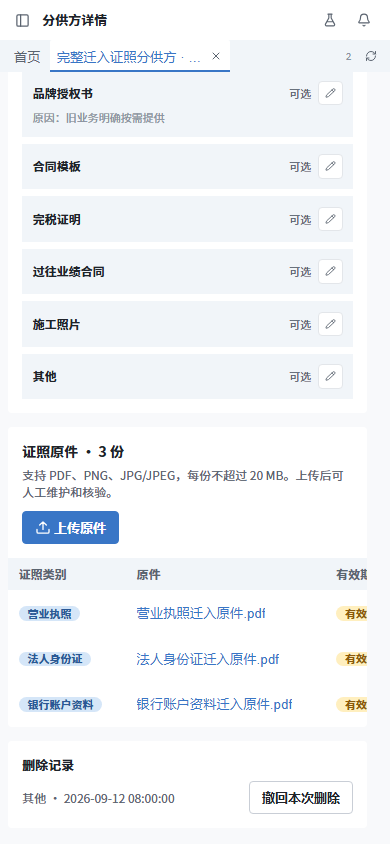 分供方详情
首页
完整迁入证照分供方 · ...
2
品牌授权书
可选
原因：旧业务明确按需提供
合同模板
可选
完税证明
可选
过往业绩合同
可选
施工照片
可选
其他
可选
证照原件 · 3 份
支持 PDF、PNG、JPG/JPEG，每份不超过 20 MB。上传后可
人工维护和核验。
上传原件
证照类别 原件 有效期
营业执照 营业执照迁入原件.pdf 有效
法人身份证 法人身份证迁入原件.pdf 有效
银行账户资料 银行账户资料迁入原件.pdf 有效
删除记录
其他 · 2026-09-12 08:00:00
撤回本次删除